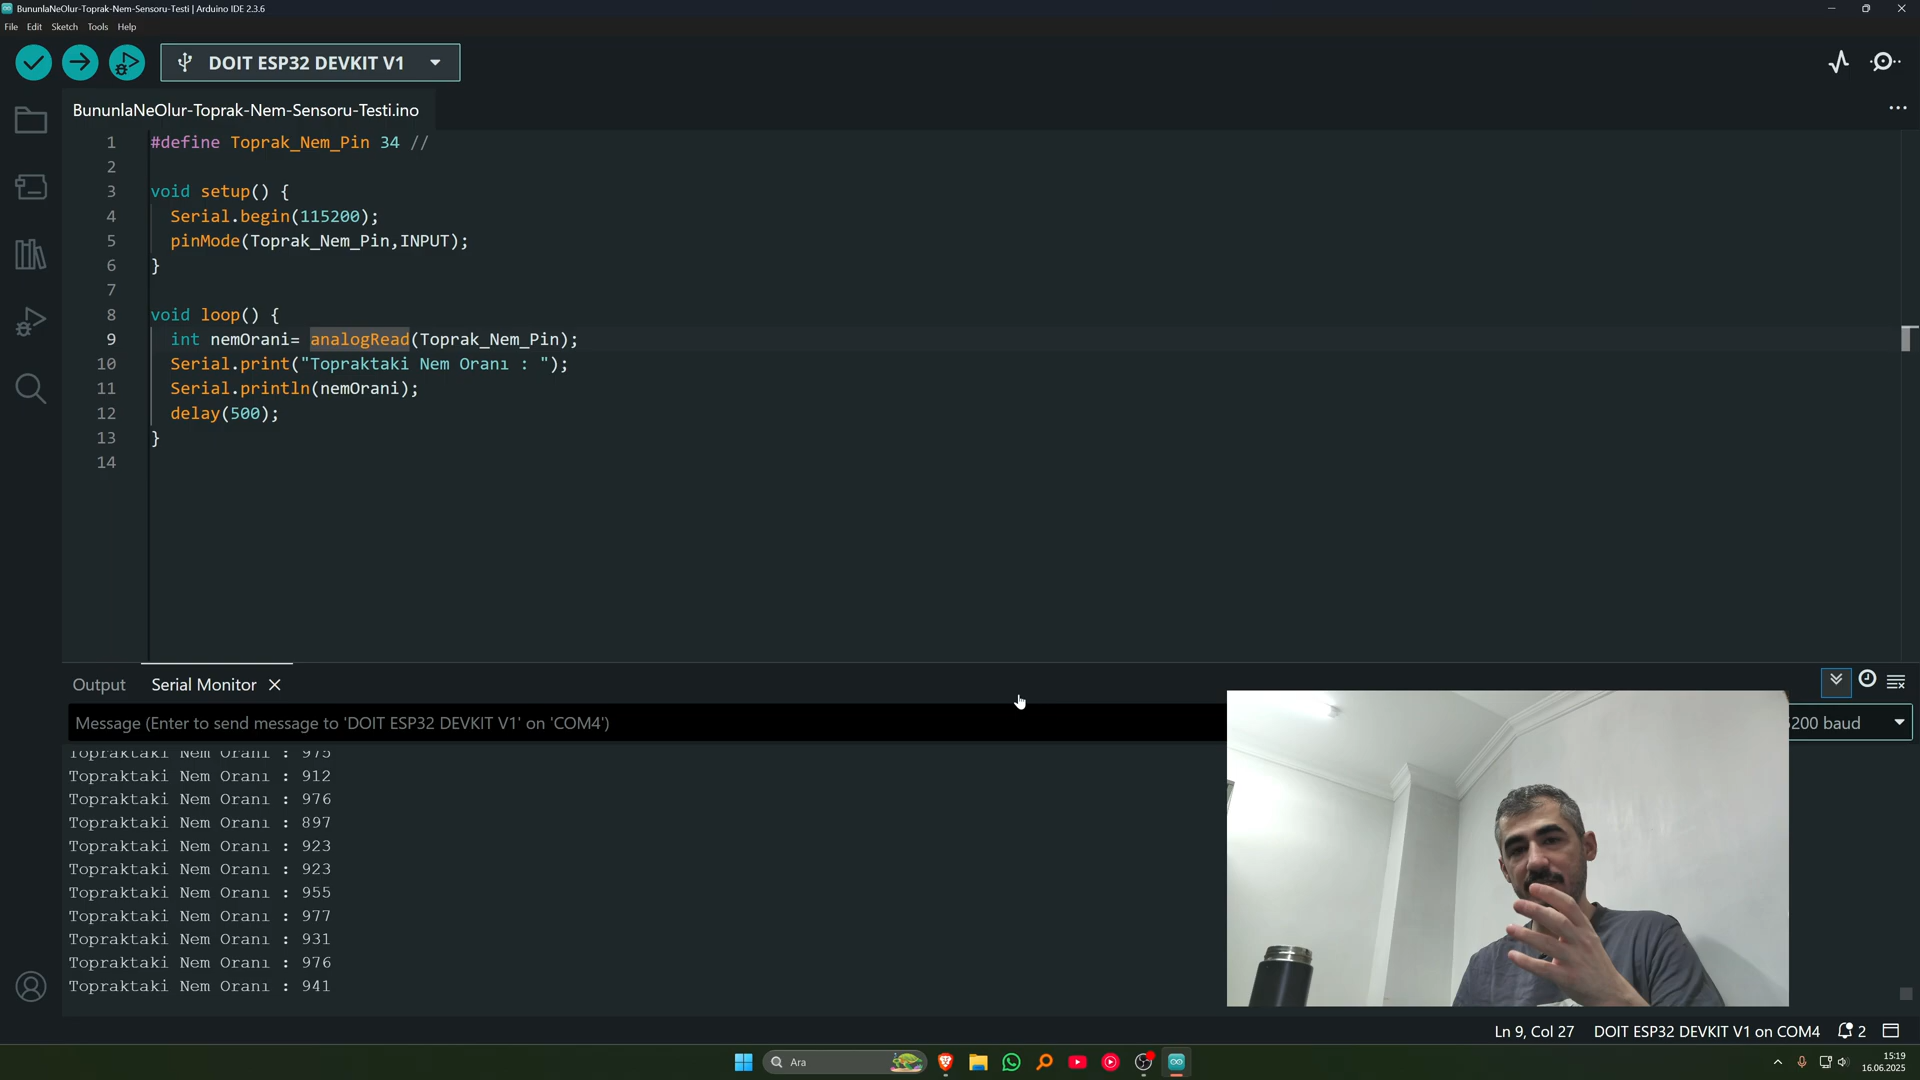 BununlaNeOlur-Toprak-Nem-Sensoru-Testi | Arduino IDE 2.3.6
File Edit Sketch Tools Help
DOIT ESP32 DEVKIT V1
BununlaNeOlur-Toprak-Nem-Sensoru-Testi.ino
1 #define Toprak_Nem_Pin 34 //
2
3 void setup() {
4 Serial.begin(115200);
5 pinMode(Toprak_Nem_Pin,INPUT);
6 }
7
8 void loop() {
9 int nemOrani= analogRead(Toprak_Nem_Pin);
10 Serial.print("Topraktaki Nem Oranı : ");
11 Serial.println(nemOrani);
12 delay(500);
13 }
14
Output Serial Monitor
Message (Enter to send message to 'DOIT ESP32 DEVKIT V1' on 'COM4')
200 baud
Topraktaki Nem Oranı : 975
Topraktaki Nem Oranı : 912
Topraktaki Nem Oranı : 976
Topraktaki Nem Oranı : 897
Topraktaki Nem Oranı : 923
Topraktaki Nem Oranı : 923
Topraktaki Nem Oranı : 955
Topraktaki Nem Oranı : 977
Topraktaki Nem Oranı : 931
Topraktaki Nem Oranı : 976
Topraktaki Nem Oranı : 941
Ln 9, Col 27 DOIT ESP32 DEVKIT V1 on COM4 2
Ara
15:19
16.06.2025